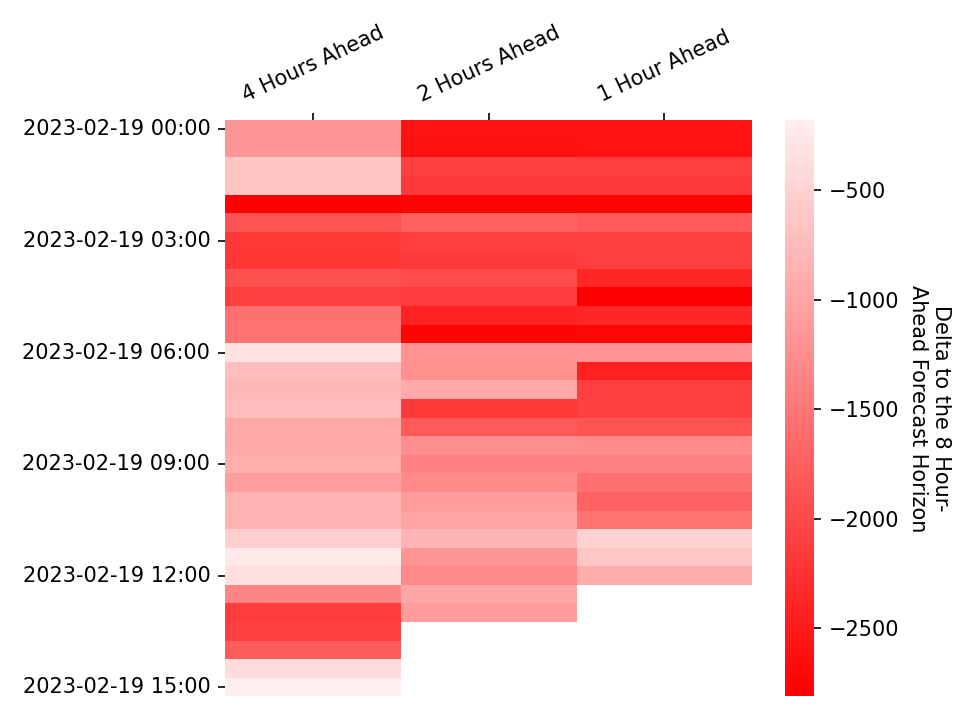 4 Hours Ahead
2 Hours Ahead
1 Hour Ahead
2023-02-19 00:00
2023-02-19 03:00
2023-02-19 06:00
2023-02-19 09:00
2023-02-19 12:00
2023-02-19 15:00
−500
−1000
−1500
−2000
−2500
Delta to the 8 Hour-
Ahead Forecast Horizon